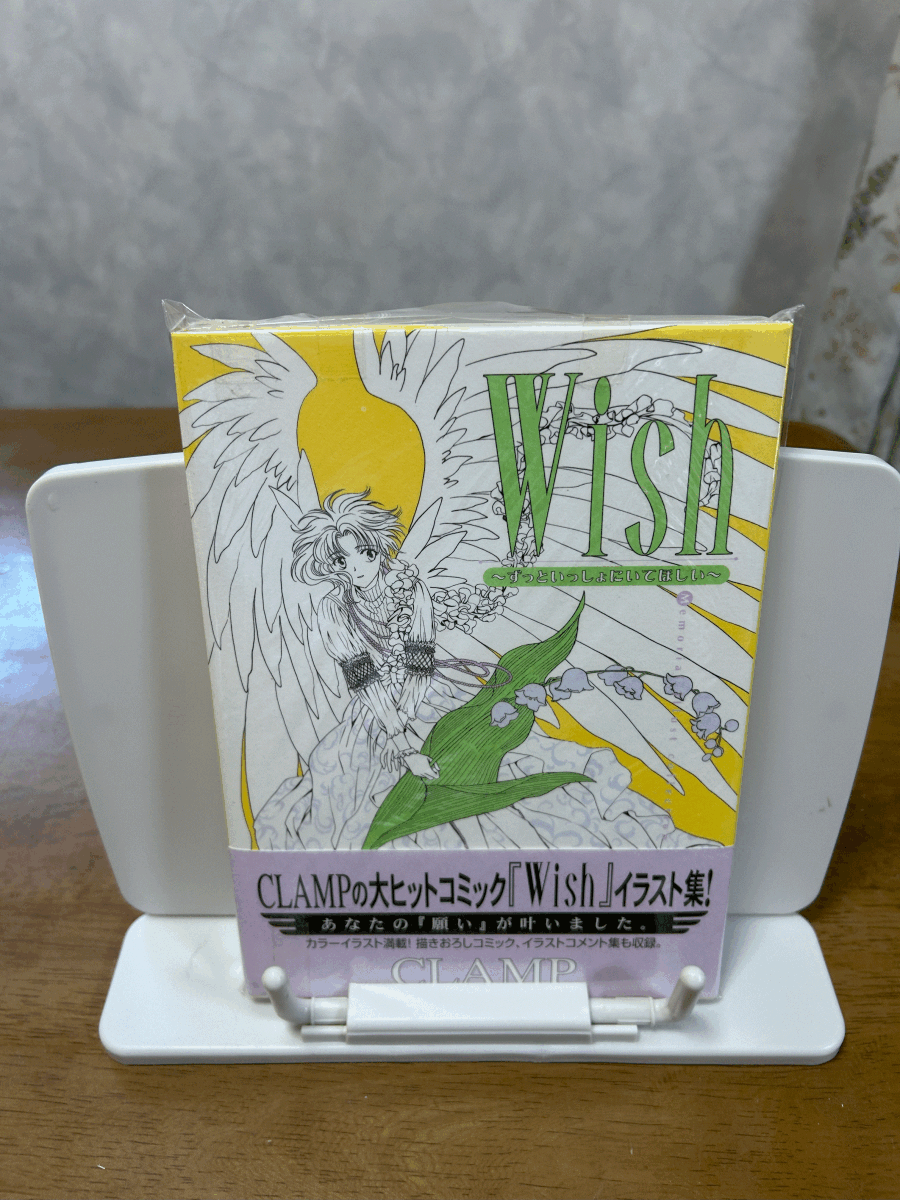 Wish
～ずっといっしょにいてほしい～
CLAMPの大ヒットコミック『Wish』イラスト集!
あなたの『願い』が叶いました。
カラーイラスト満載!描きおろしコミック、イラストコメント集も収録。
CLAMP